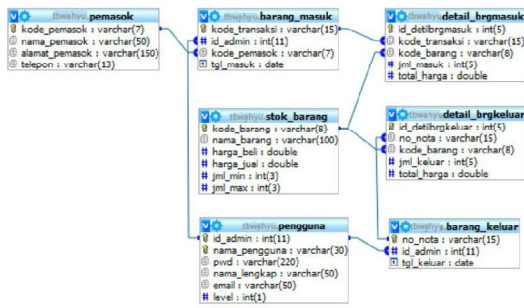 tbwahyu.pemasok
kode_pemasok : varchar(7)
nama_pemasok : varchar(50)
alamat_pemasok : varchar(150)
telepon : varchar(13)
tbwahyu.barang_masuk
kode_transaksi : varchar(15)
# id_admin : int(11)
kode_pemasok : varchar(7)
tgl_masuk : date
tbwahyu.detail_brgmasuk
id_detilbrgmasuk : int(5)
kode_transaksi : varchar(15)
kode_barang : varchar(8)
# jml_masuk : int(5)
# total_harga : double
tbwahyu.stok_barang
kode_barang : varchar(8)
nama_barang : varchar(100)
# harga_beli : double
# harga_jual : double
# jml_min : int(3)
# jml_max : int(3)
tbwahyu.detail_brgkeluar
id_detilbrgkeluar : int(5)
no_nota : varchar(15)
kode_barang : varchar(8)
# jml_keluar : int(5)
# total_harga : double
tbwahyu.pengguna
id_admin : int(11)
nama_pengguna : varchar(30)
pwd : varchar(220)
nama_lengkap : varchar(50)
email : varchar(50)
# level : int(1)
tbwahyu.barang_keluar
no_nota : varchar(15)
# id_admin : int(11)
tgl_keluar : date